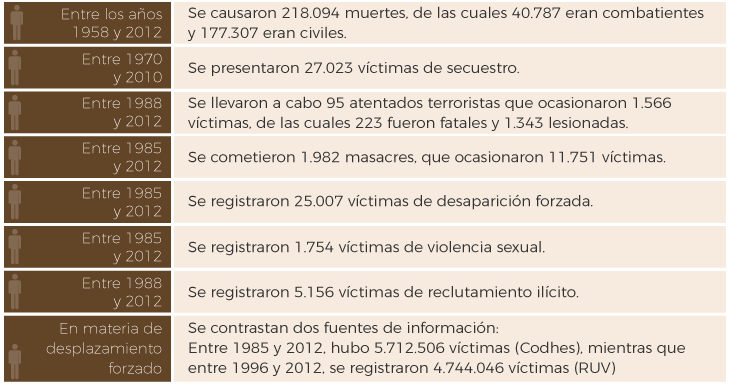 Entre los años
1958 y 2012
Se causaron 218.094 muertes, de las cuales 40.787 eran combatientes
y 177.307 eran civiles.
Entre 1970
y 2010
Se presentaron 27.023 víctimas de secuestro.
Entre 1988
y 2012
Se llevaron a cabo 95 atentados terroristas que ocasionaron 1.566
víctimas, de las cuales 223 fueron fatales y 1.343 lesionadas.
Entre 1985
y 2012
Se cometieron 1.982 masacres, que ocasionaron 11.751 víctimas.
Entre 1985
y 2012
Se registraron 25.007 víctimas de desaparición forzada.
Entre 1985
y 2012
Se registraron 1.754 víctimas de violencia sexual.
Entre 1988
y 2012
Se registraron 5.156 víctimas de reclutamiento ilícito.
En materia de
desplazamiento
forzado
Se contrastan dos fuentes de información:
Entre 1985 y 2012, hubo 5.712.506 víctimas (Codhes), mientras que
entre 1996 y 2012, se registraron 4.744.046 víctimas (RUV)